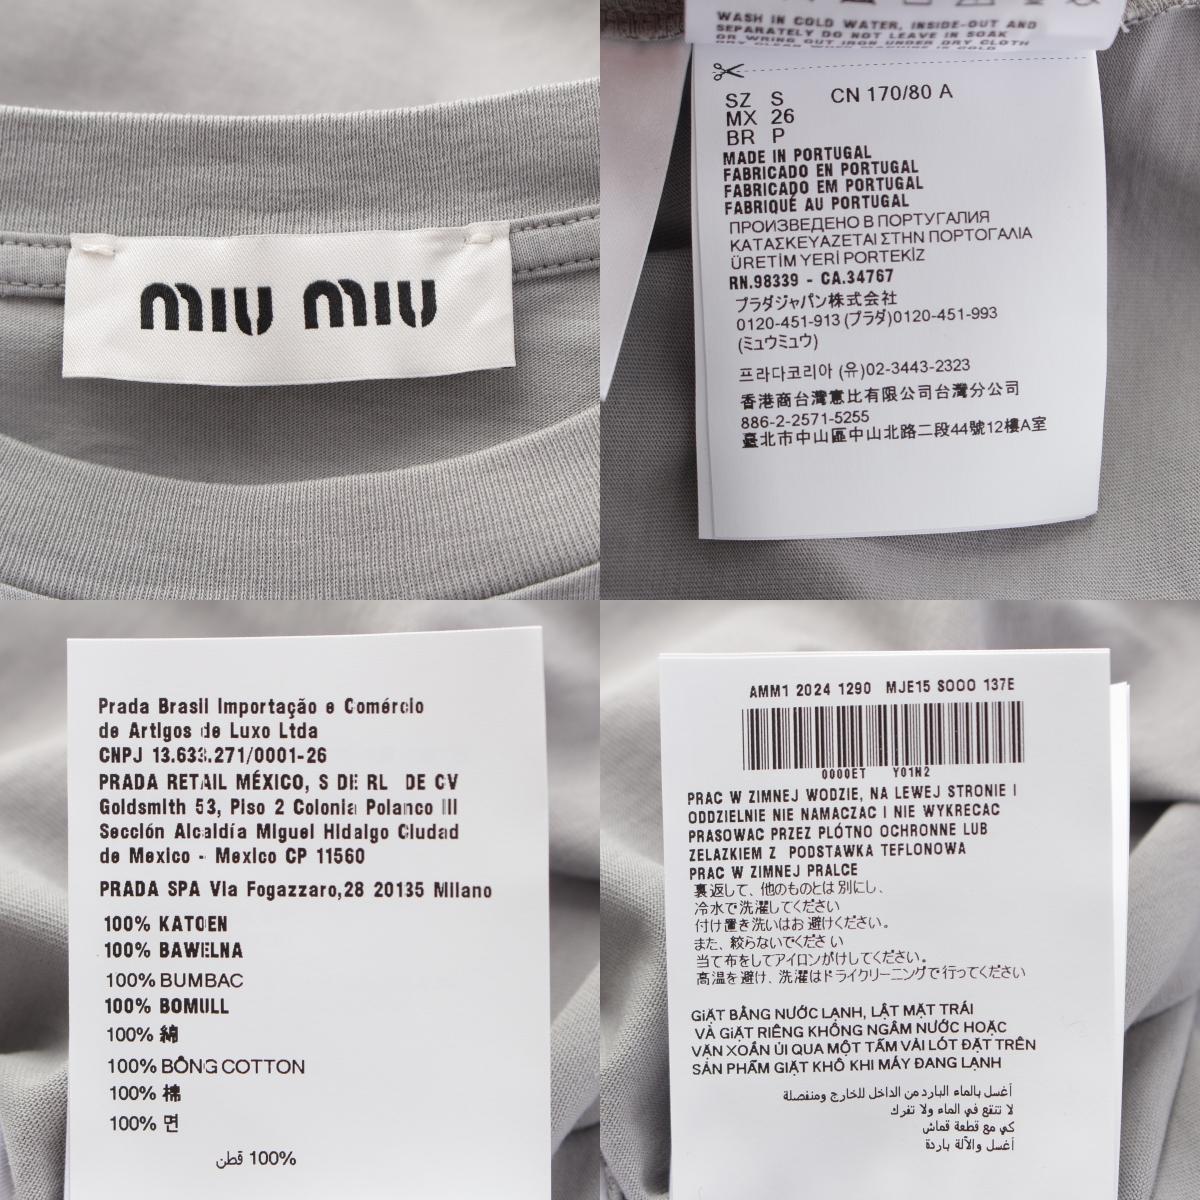 miu miu
WASH IN COLD WATER, INSIDE-OUT AND
SEPARATELY DO NOT LEAVE IN SOAK
OR WRING OUT IRON UNDER DRY CLOTH
DRY CLEAN WHEN MACHINE IS COLD
SZ S CN 170/80 A
MX 26
BR P
MADE IN PORTUGAL
FABRICADO EN PORTUGAL
FABRICADO EM PORTUGAL
FABRIQUÉ AU PORTUGAL
ПРОИЗВЕДЕНО В ПОРТУГАЛИЯ
ΚΑΤΑΣΚΕΥΑΖΕΤΑΙ ΣΤΗΝ ΠΟΡΤΟΓΑΛΙΑ
ÜRETİM YERİ PORTEKİZ
RN.98339 - CA.34767
プラダジャパン株式会社
0120-451-913 (プラダ)0120-451-993
(ミュウミュウ)
프라다코리아 (유)02-3443-2323
香港商台灣惠比有限公司台灣分公司
886-2-2571-5255
臺北市中山區中山北路二段44號12樓A室
Prada Brasil Importação e Comércio
de Artigos de Luxo Ltda
CNPJ 13.633.271/0001-26
PRADA RETAIL MÉXICO, S DE RL DE CV
Goldsmith 53, Piso 2 Colonia Polanco III
Sección Alcaldía Miguel Hidalgo Ciudad
de Mexico - Mexico CP 11560
PRADA SPA Via Fogazzaro,28 20135 Milano
100% KATOEN
100% BAWEŁNA
100% BUMBAC
100% BOMULL
100% 綿
100% BÔNG COTTON
100% 棉
100% 면
100% قطن
AMM1 2024 1290 MJE15 S000 137E
0000ET Y01N2
PRAC W ZIMNEJ WODZIE, NA LEWEJ STRONIE I
ODDZIELNIE NIE NAMACZAC I NIE WYKRECAC
PRASOWAC PRZEZ PLÓTNO OCHRONNE LUB
ZELAZKIEM Z PODSTAWKA TEFLONOWA
PRAC W ZIMNEJ PRALCE
裏返して、他のものとは別にし、
冷水で洗濯してください
付け置き洗いはお避けください。
また、絞らないでください
当て布をしてアイロンがけしてください。
高温を避け、洗濯はドライクリーニングで行ってください
GIẶT BẰNG NƯỚC LẠNH, LẬT MẶT TRÁI
VÀ GIẶT RIÊNG KHÔNG NGÂM NƯỚC HOẶC
VẶN XOẮN ỦI QUA MỘT TẤM VẢI LÓT ĐẶT TRÊN
SẢN PHẨM GIẶT KHÔ KHI MÁY ĐANG LẠNH
أغسل بالماء البارد من الداخل للخارج ومنفصلة
لا تنتقع في الماء ولا تفرك
كي مع قطعة قماش
أغسل والآلة باردة